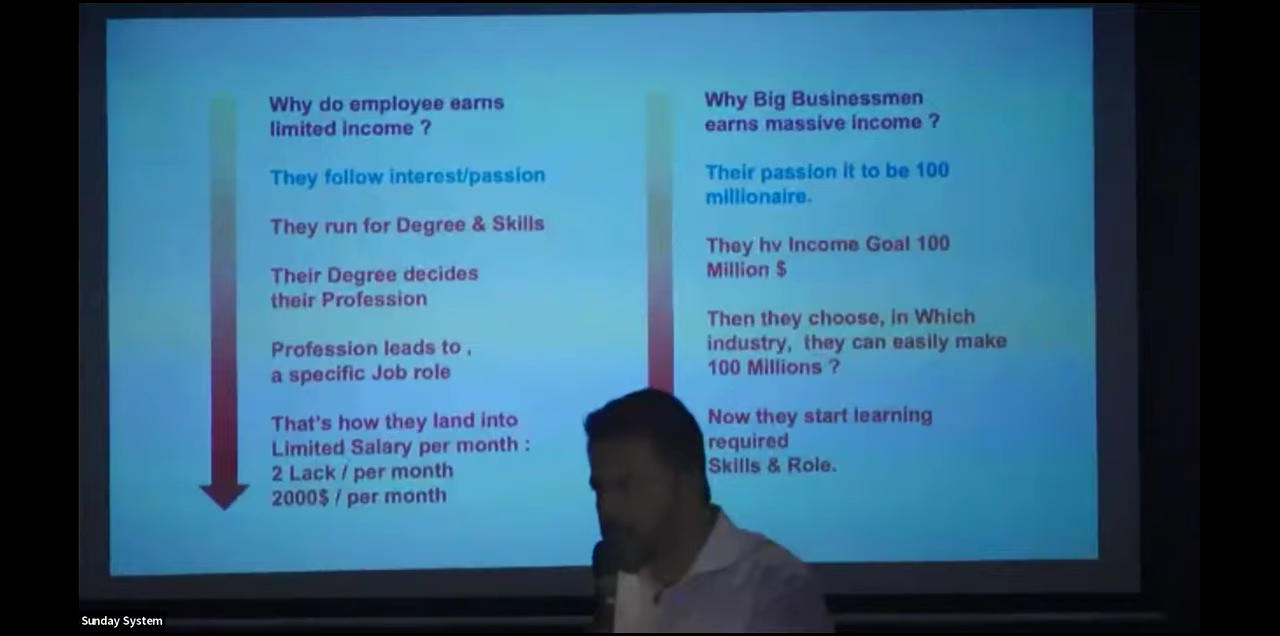 Why do employee earns
limited income ?
They follow interest/passion
They run for Degree & Skills
Their Degree decides
their Profession
Profession leads to ,
a specific Job role
That's how they land into
Limited Salary per month :
2 Lack / per month
2000$ / per month
Why Big Businessmen
earns massive income ?
Their passion it to be 100
millionaire.
They hv Income Goal 100
Million $
Then they choose, in Which
industry,  they can easily make
100 Millions ?
Now they start learning
required
Skills & Role.
Sunday System